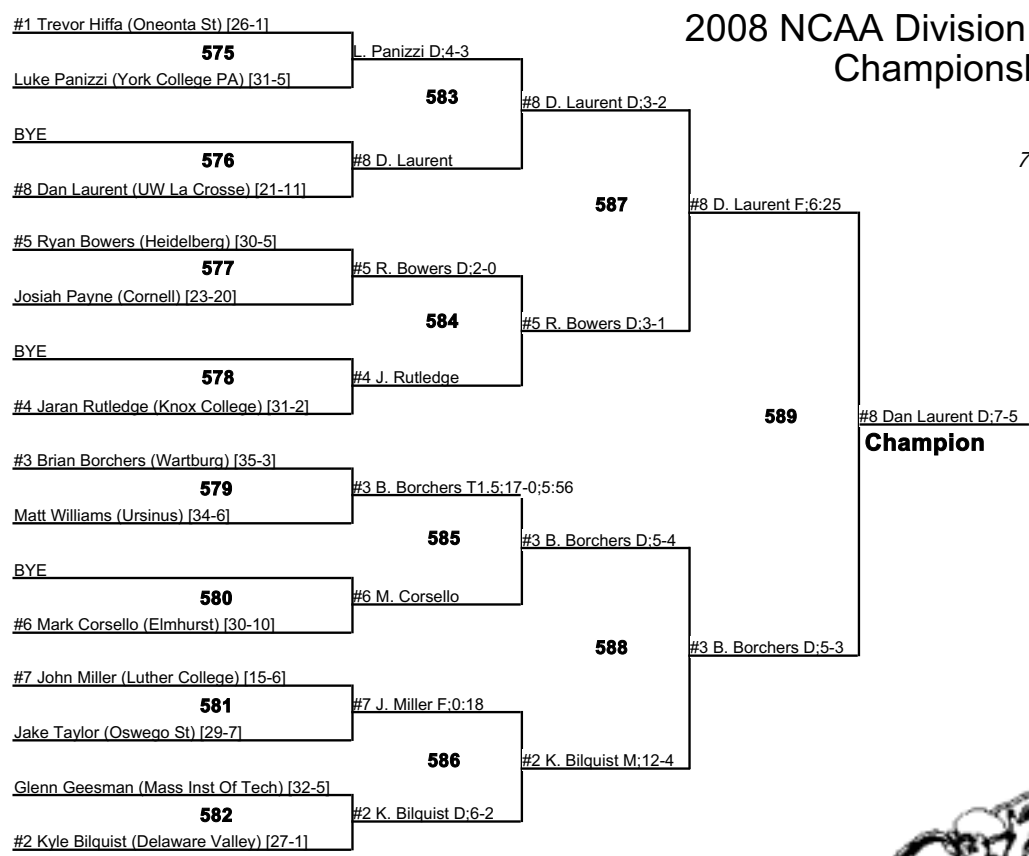 2008 NCAA Division
Champions
7
#1 Trevor Hiffa (Oneonta St) [26-1]
575
Luke Panizzi (York College PA) [31-5]
L. Panizzi D;4-3
583
BYE
576
#8 Dan Laurent (UW La Crosse) [21-11]
#8 D. Laurent
#8 D. Laurent D;3-2
587
#5 Ryan Bowers (Heidelberg) [30-5]
577
Josiah Payne (Cornell) [23-20]
#5 R. Bowers D;2-0
584
BYE
578
#4 Jaran Rutledge (Knox College) [31-2]
#4 J. Rutledge
#5 R. Bowers D;3-1
#8 D. Laurent F;6:25
589
#8 Dan Laurent D;7-5
Champion
#3 Brian Borchers (Wartburg) [35-3]
579
Matt Williams (Ursinus) [34-6]
#3 B. Borchers T1.5;17-0;5:56
585
BYE
580
#6 Mark Corsello (Elmhurst) [30-10]
#6 M. Corsello
#3 B. Borchers D;5-4
588
#3 B. Borchers D;5-3
#7 John Miller (Luther College) [15-6]
581
Jake Taylor (Oswego St) [29-7]
#7 J. Miller F;0:18
586
#2 K. Bilquist M;12-4
Glenn Geesman (Mass Inst Of Tech) [32-5]
582
#2 Kyle Bilquist (Delaware Valley) [27-1]
#2 K. Bilquist D;6-2